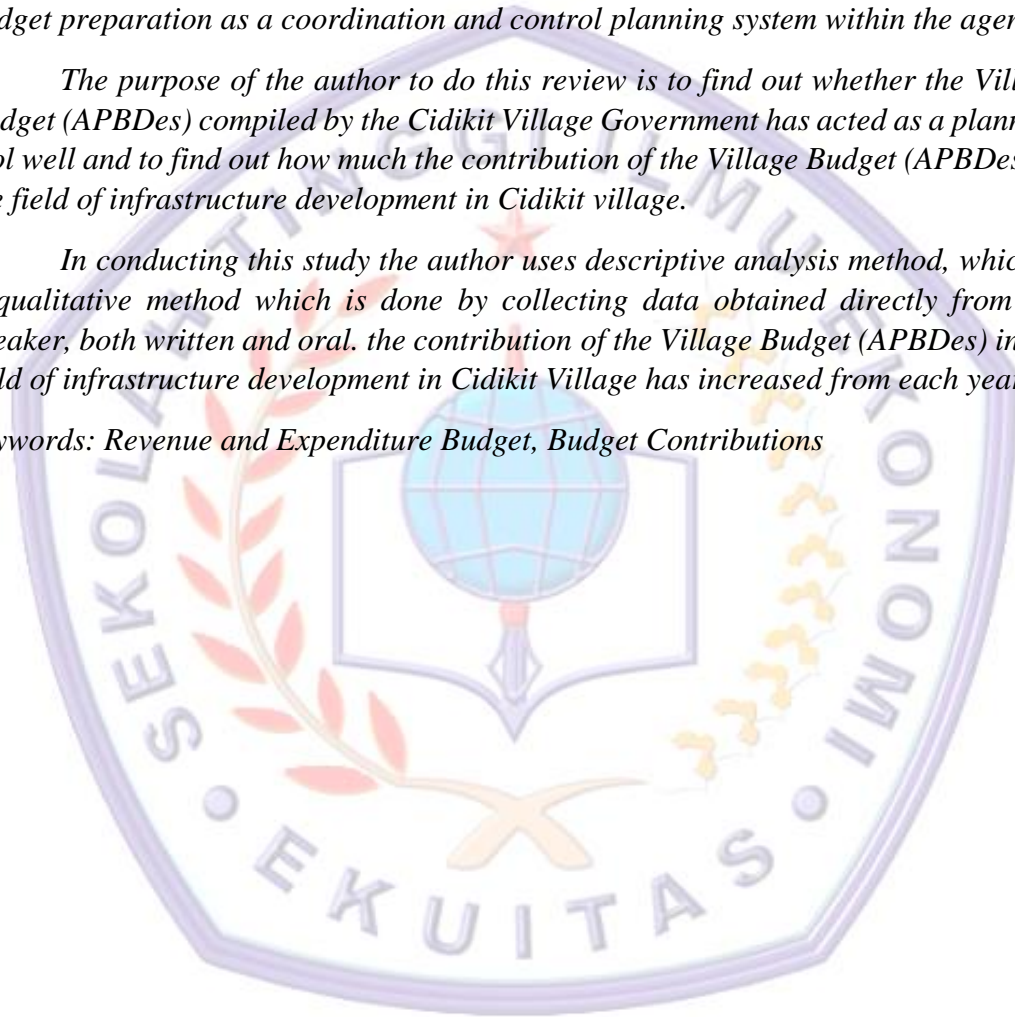 dget preparation as a coordination and control planning system within the agen
The purpose of the author to do this review is to find out whether the Vill
dget (APBDes) compiled by the Cidikit Village Government has acted as a plann
ol well and to find out how much the contribution of the Village Budget (APBDes
e field of infrastructure development in Cidikit village.
In conducting this study the author uses descriptive analysis method, whic
qualitative method which is done by collecting data obtained directly from
eaker, both written and oral. the contribution of the Village Budget (APBDes) in
ld of infrastructure development in Cidikit Village has increased from each year
ywords: Revenue and Expenditure Budget, Budget Contributions
SEKOLAH TINGGI ILMU EKONOMI
• EKUITAS •